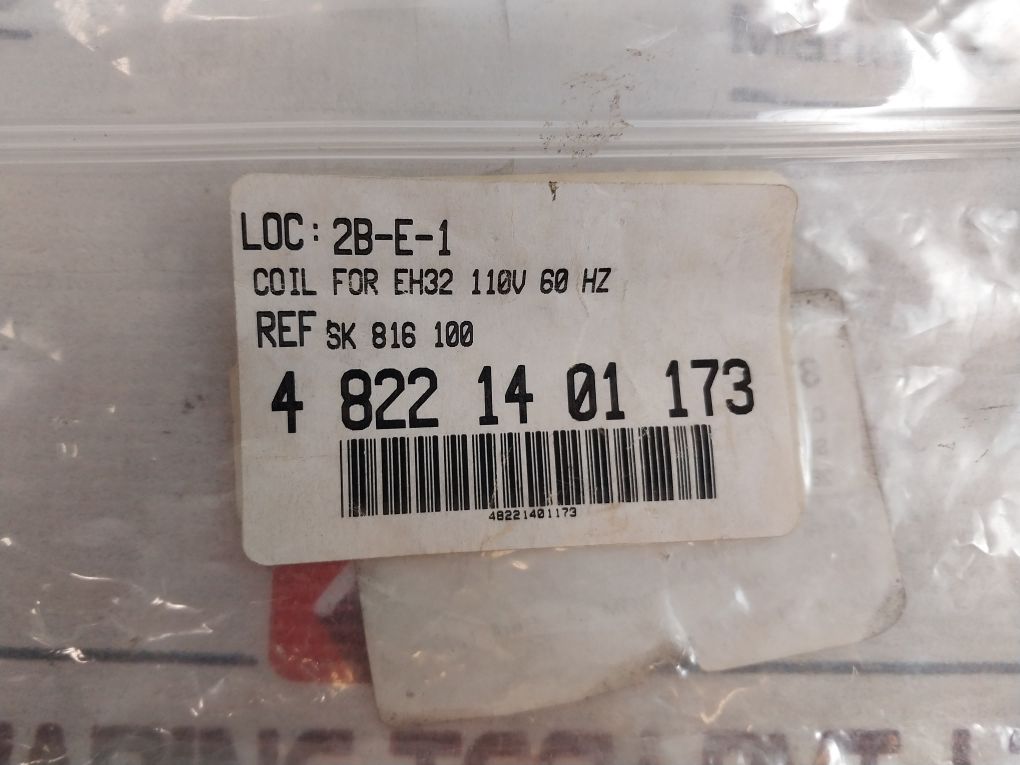 LOC: 2B-E-1
COIL FOR EH32 110V 60 HZ
REF SK 816 100
4 822 14 01 173
48221401173